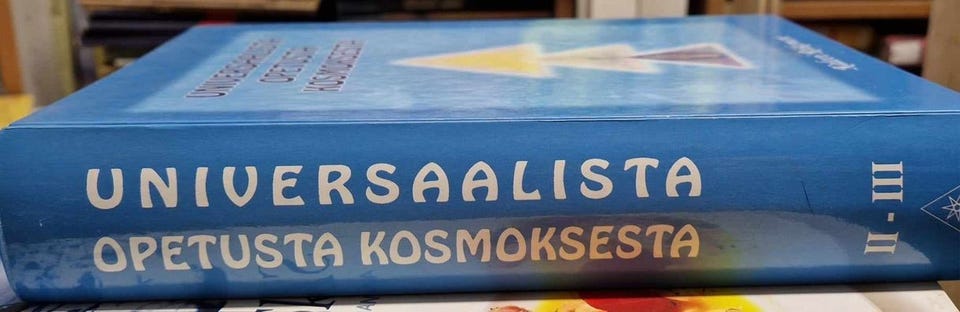 UNIVERSAALISTA
OPETUSTA
KOSMOKSESTA
UNIVERSAALISTA
OPETUSTA KOSMOKSESTA
II - III